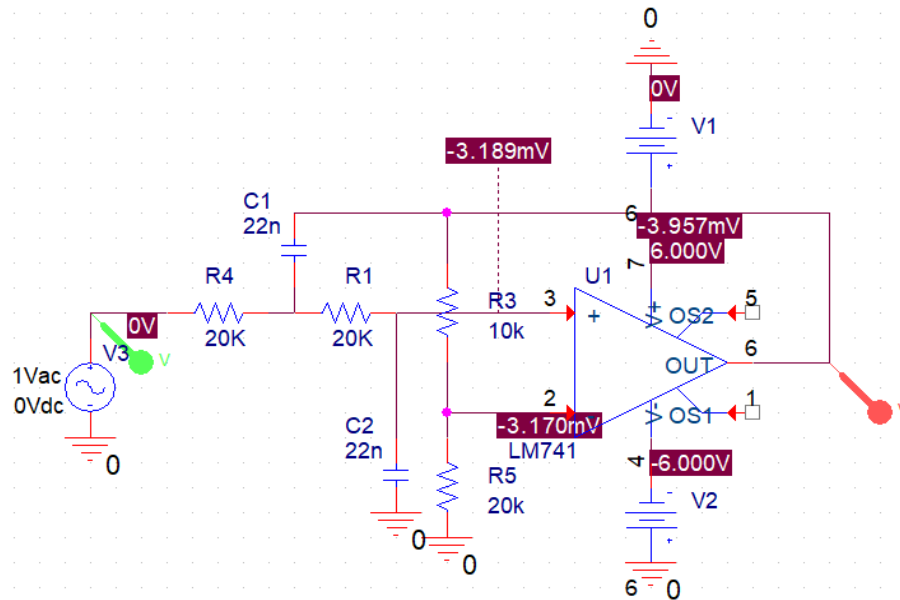 0
0V
V1
-3.189mV
C1
22n
6
-3.957mV
6.000V
7
R4
R1
U1
R3
3
+
V+
OS2
5
0V
V3
V
20K
20K
10k
OUT
6
1Vac
0Vdc
2
V-
OS1
1
-3.170mV
C2
22n
LM741
0
4
-6.000V
R5
20k
V2
0
0
6
0